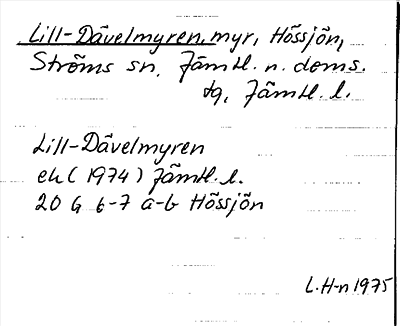 Lill-Dävelmyren, myr, Hössjön,
Ströms sn, Jämtl. n. doms.
tg, Jämtl. l.
Lill-Dävelmyren
ek (1974) Jämtl. l.
20 G 6-7 a-b Hössjön
L. H-n 1975